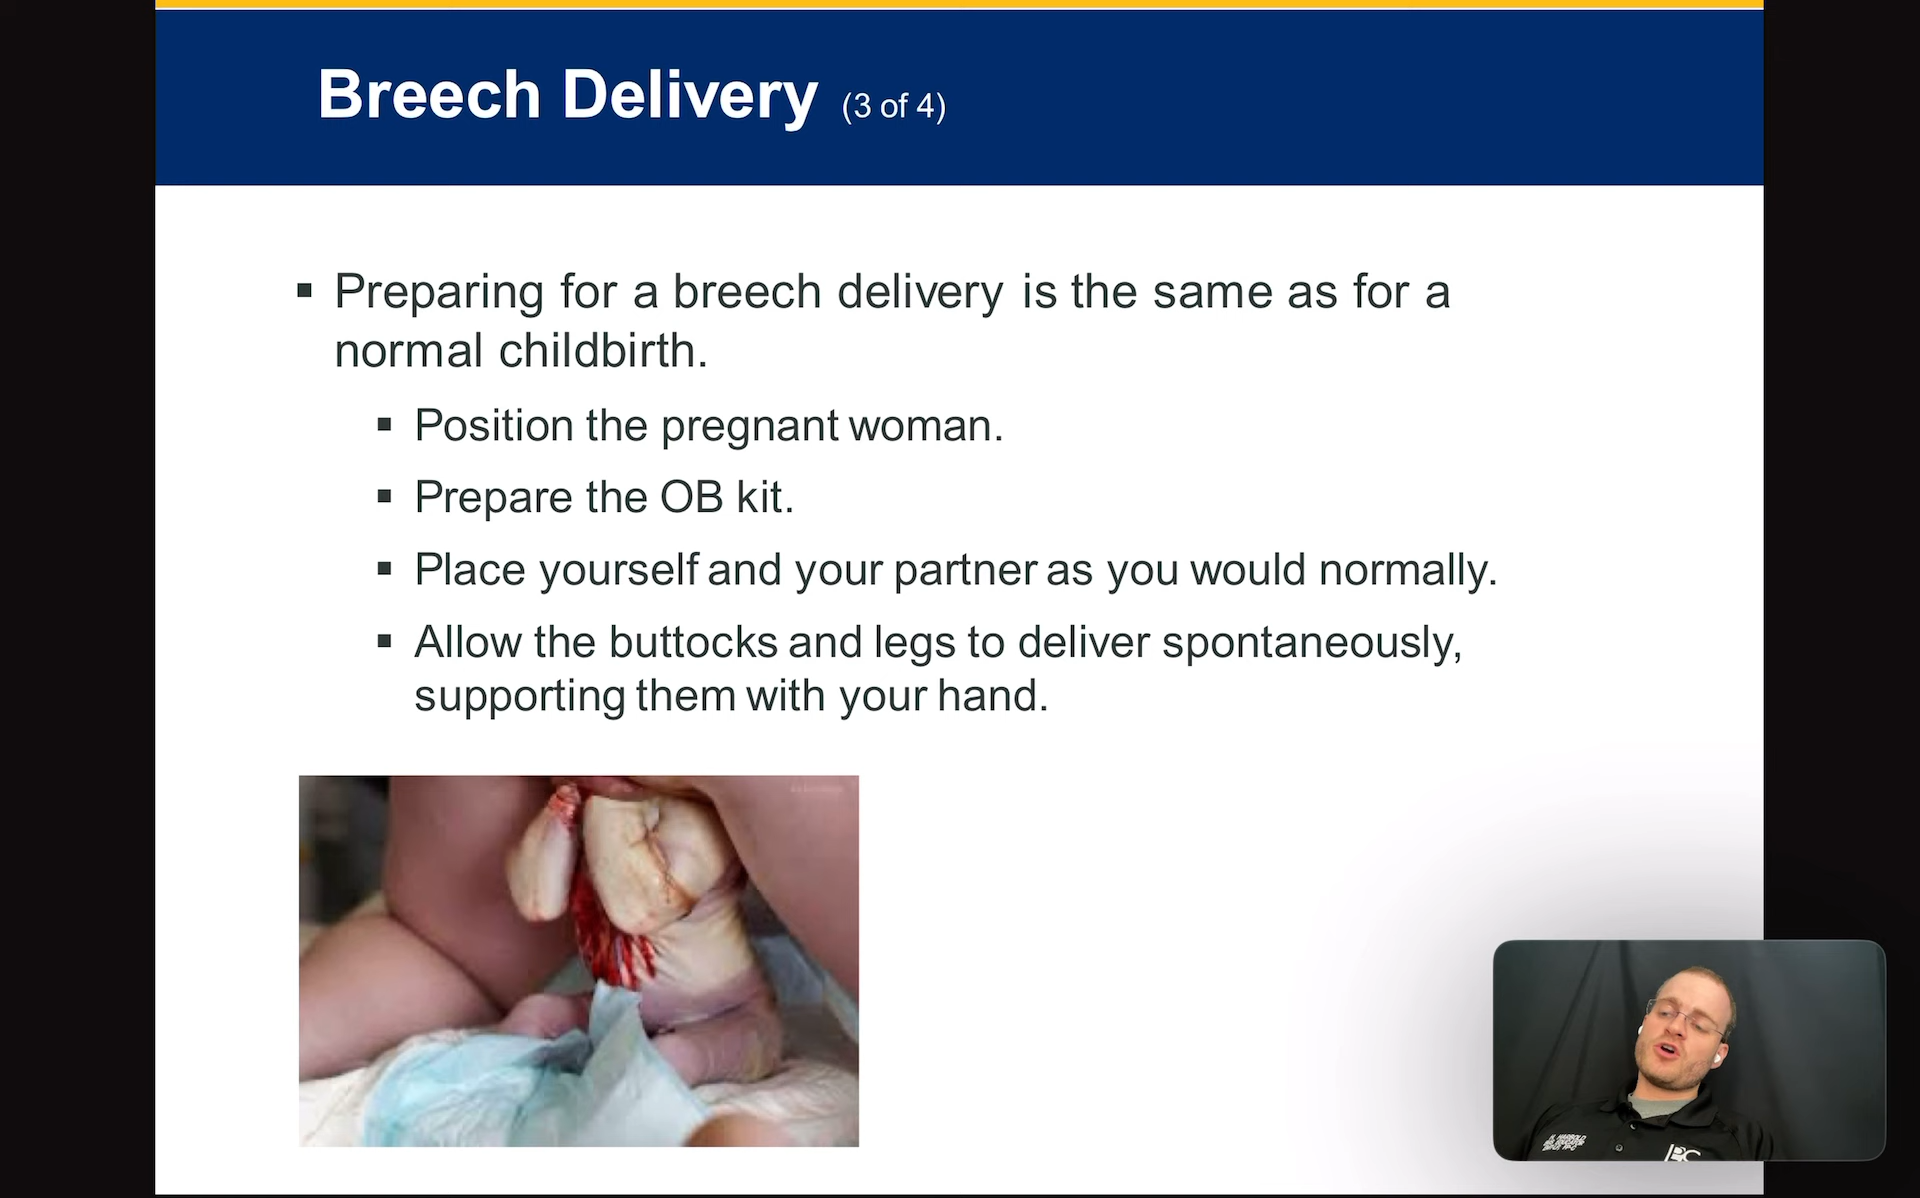 Breech Delivery (3 of 4)
▪ Preparing for a breech delivery is the same as for a
normal childbirth.
▪ Position the pregnant woman.
▪ Prepare the OB kit.
▪ Place yourself and your partner as you would normally.
▪ Allow the buttocks and legs to deliver spontaneously,
supporting them with your hand.